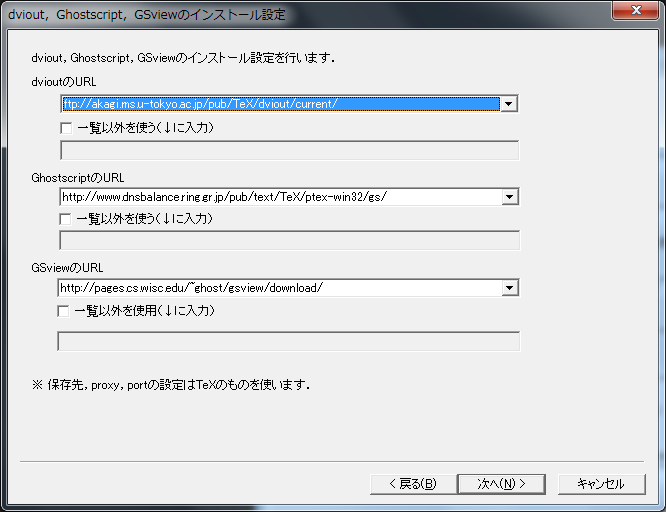 dviout, Ghostscript, GSviewのインストール設定
dviout, Ghostscript, GSviewのインストール設定を行います.
dvioutのURL
ftp://akagi.ms.u-tokyo.ac.jp/pub/TeX/dviout/current/
一覧以外を使う(↓に入力)
GhostscriptのURL
http://www.dnsbalance.ring.gr.jp/pub/text/TeX/ptex-win32/gs/
一覧以外を使う(↓に入力)
GSviewのURL
http://pages.cs.wisc.edu/~ghost/gsview/download/
一覧以外を使用(↓に入力)
※ 保存先, proxy, portの設定はTeXのものを使います.
< 戻る(B)
次へ(N) >
キャンセル